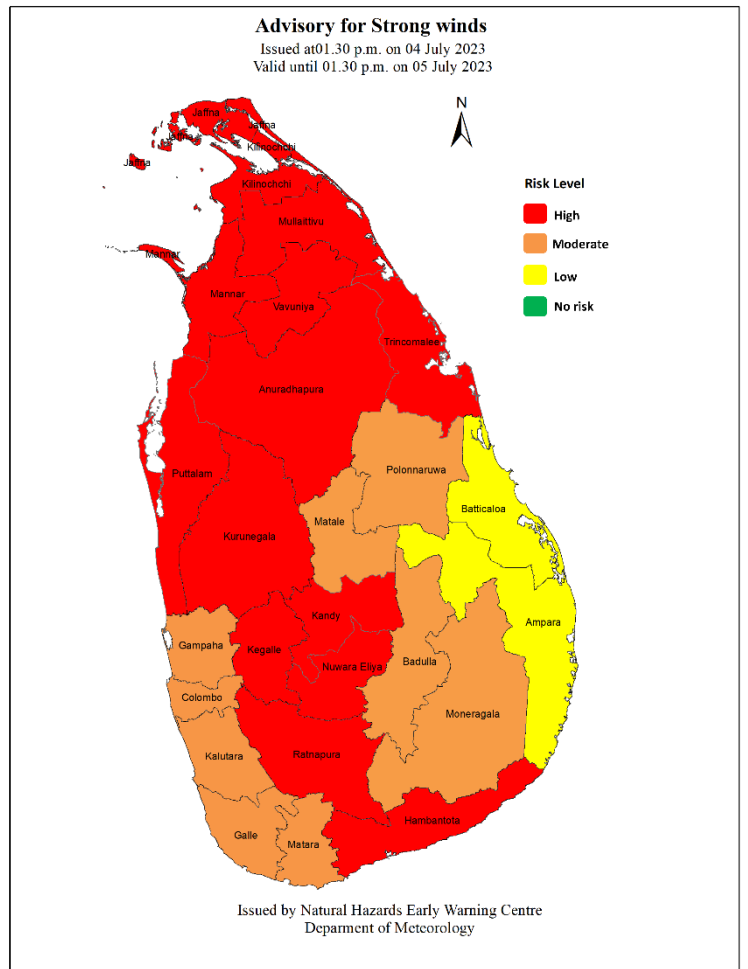 Advisory for Strong winds
Issued at01.30 p.m. on 04 July 2023
Valid until 01.30 p.m. on 05 July 2023
N
Jaffna
Jaffna
Jaffna
Kilinochchi
Jaffna
Kilinochchi
Risk Level
High
Moderate
Low
No risk
Mullaittivu
Mannar
Mannar
Vavuniya
Trincomalee
Anuradhapura
Puttalam
Polonnaruwa
Batticaloa
Matale
Kurunegala
Kandy
Ampara
Gampaha
Kegalle
Nuwara Eliya
Badulla
Colombo
Moneragala
Kalutara
Ratnapura
Hambantota
Galle
Matara
Issued by Natural Hazards Early Warning Centre
Deparment of Meteorology